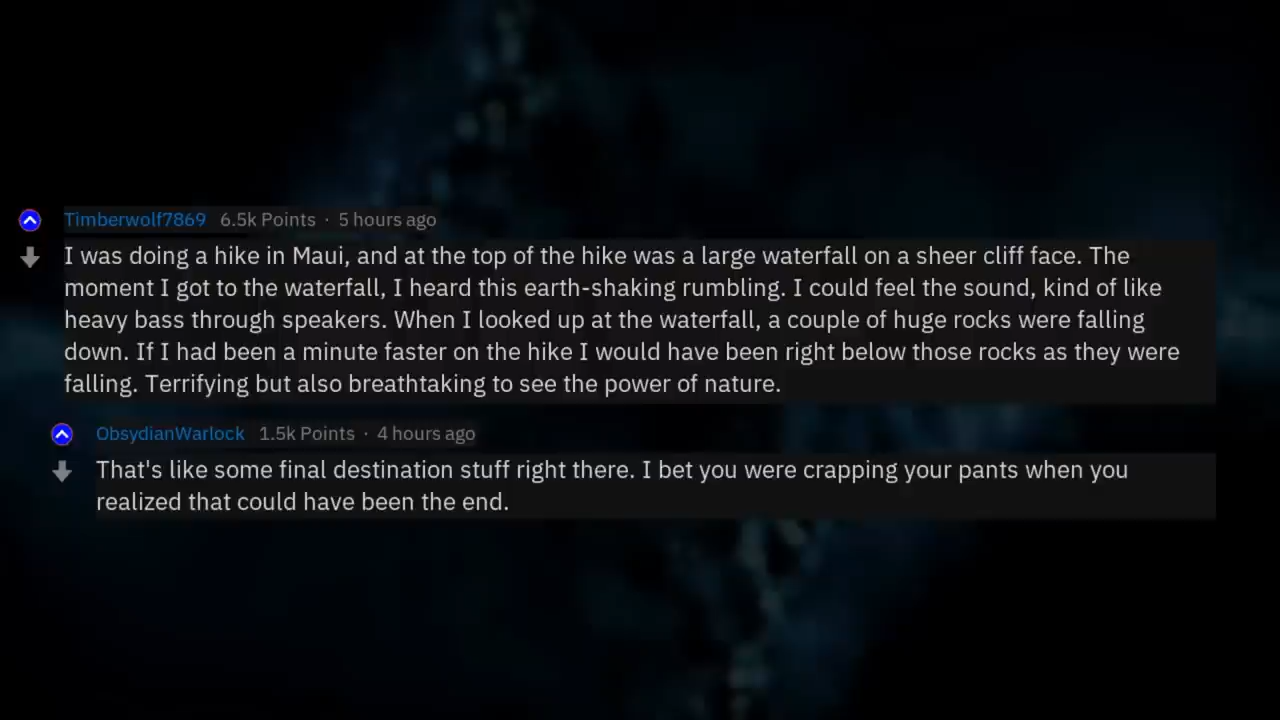 Timberwolf7869 6.5k Points · 5 hours ago
I was doing a hike in Maui, and at the top of the hike was a large waterfall on a sheer cliff face. The
moment I got to the waterfall, I heard this earth-shaking rumbling. I could feel the sound, kind of like
heavy bass through speakers. When I looked up at the waterfall, a couple of huge rocks were falling
down. If I had been a minute faster on the hike I would have been right below those rocks as they were
falling. Terrifying but also breathtaking to see the power of nature.
ObsydianWarlock 1.5k Points · 4 hours ago
That's like some final destination stuff right there. I bet you were crapping your pants when you
realized that could have been the end.